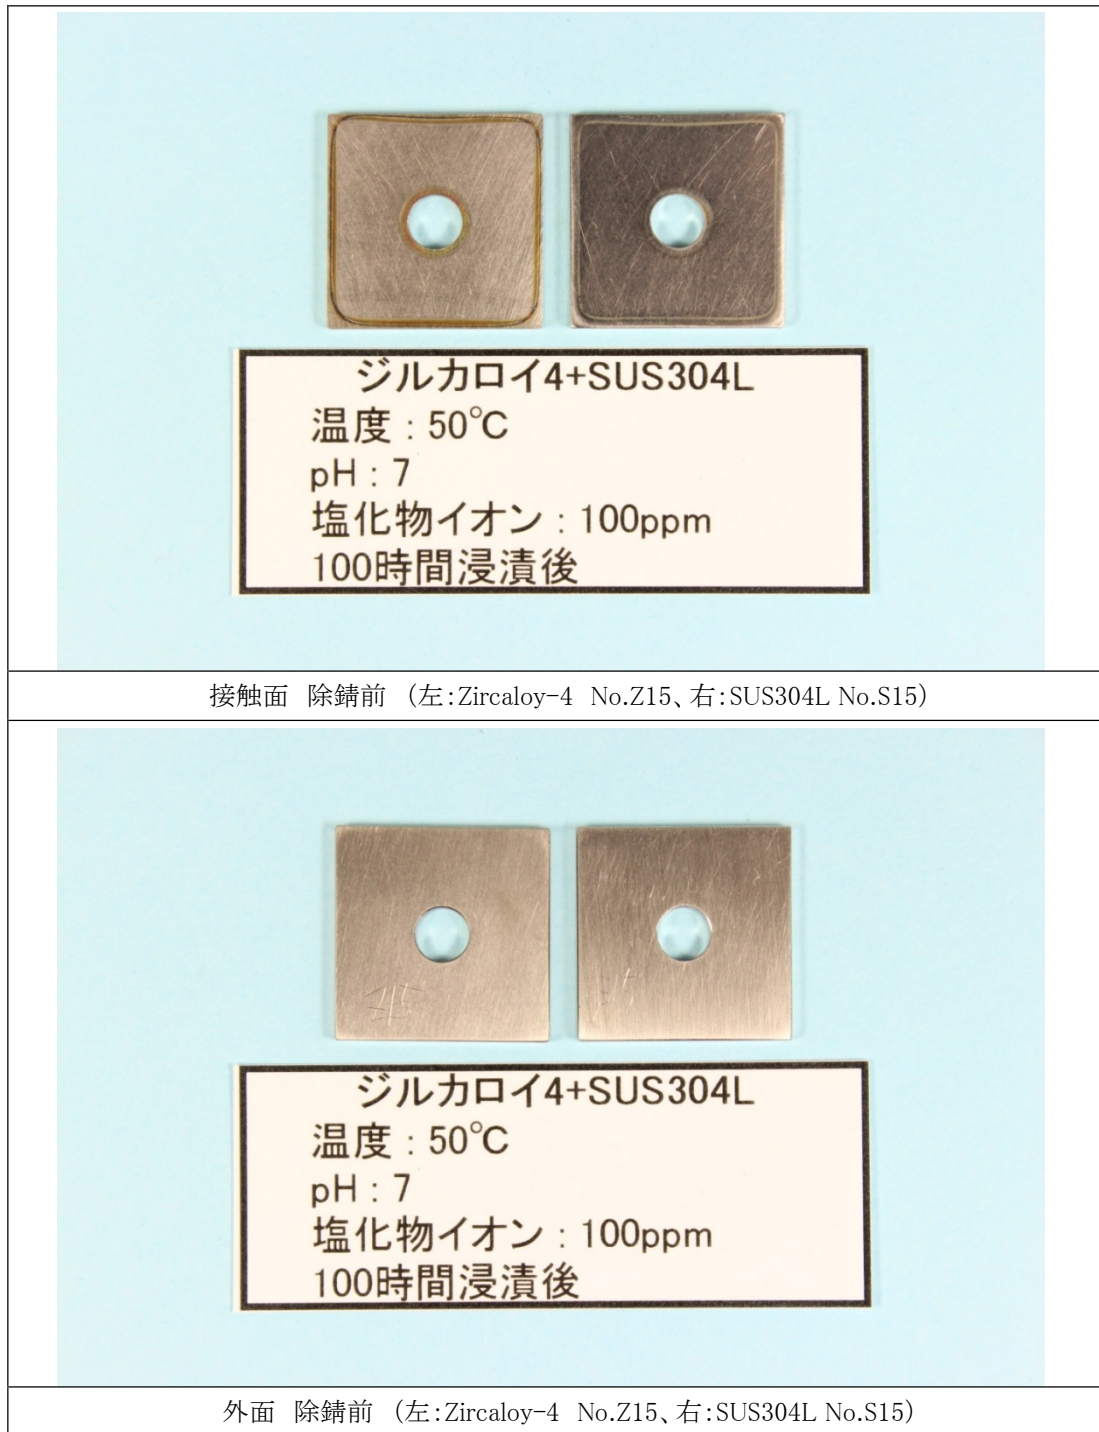 ジルカロイ4+SUS304L
温度：50℃
pH：7
塩化物イオン：100ppm
100時間浸漬後
接触面 除錆前 （左：Zircaloy-4 No.Z15、右：SUS304L No.S15）
ジルカロイ4+SUS304L
温度：50℃
pH：7
塩化物イオン：100ppm
100時間浸漬後
外面 除錆前 （左：Zircaloy-4 No.Z15、右：SUS304L No.S15）